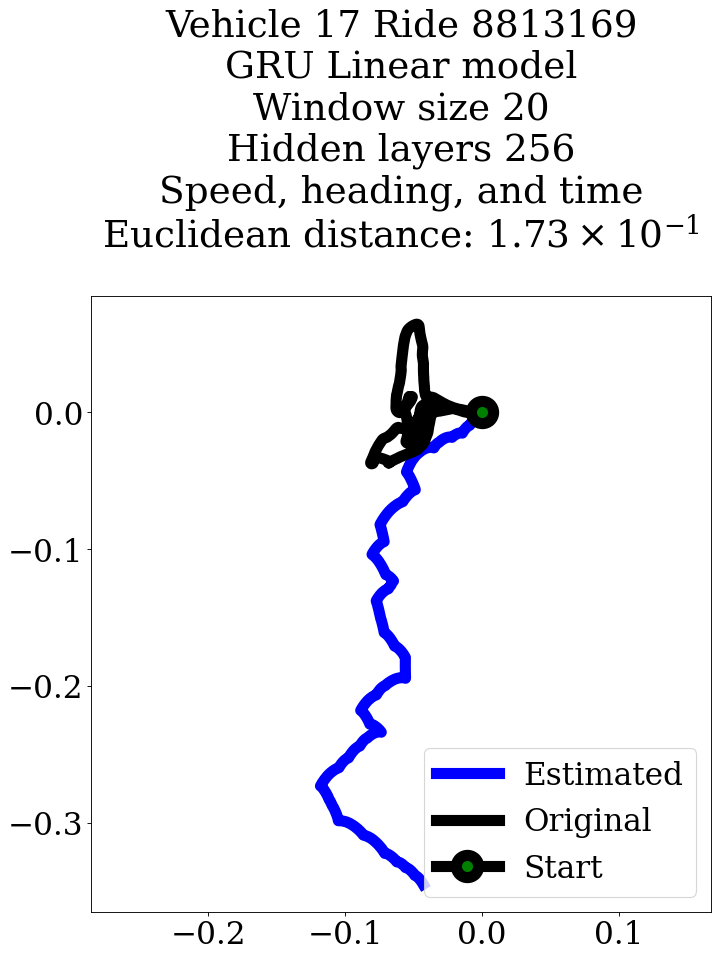 Vehicle 17 Ride 8813169
GRU Linear model
Window size 20
Hidden layers 256
Speed, heading, and time
Euclidean distance: 1.73 × 10⁻¹
0.0
−0.1
−0.2
−0.3
Estimated
Original
Start
−0.2 −0.1 0.0 0.1